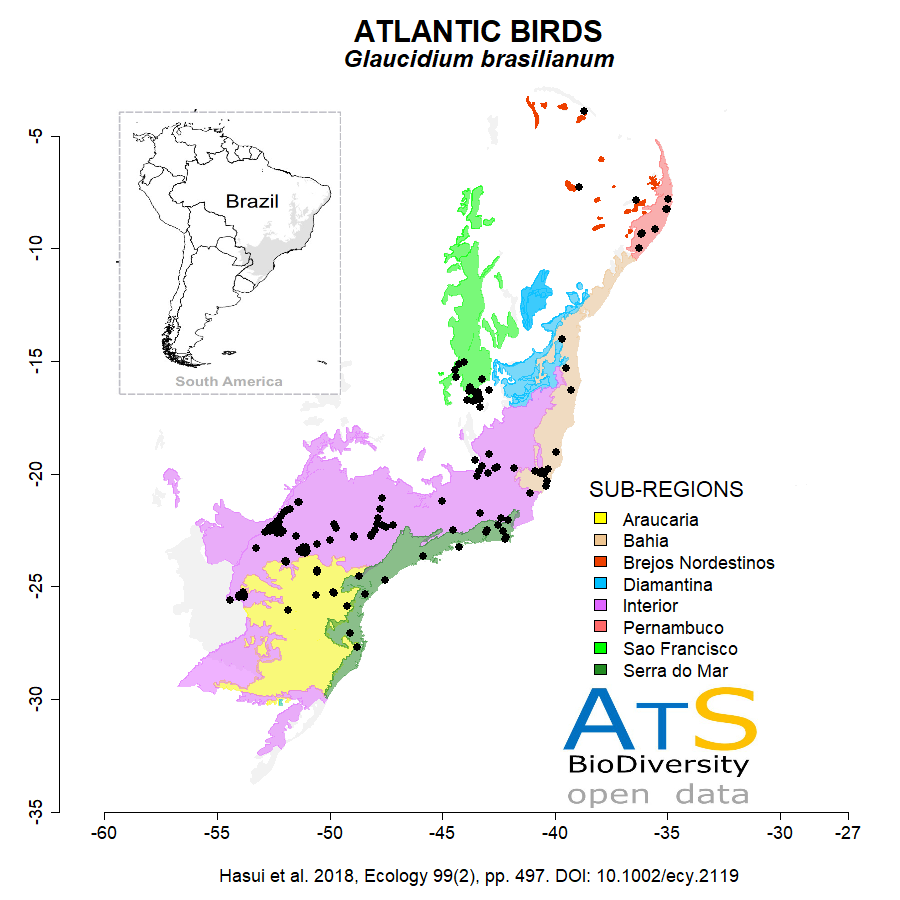 ATLANTIC BIRDS
Glaucidium brasilianum
Brazil
South America
-5
-10
-15
-20
-25
-30
-35
SUB-REGIONS
Araucaria
Bahia
Brejos Nordestinos
Diamantina
Interior
Pernambuco
Sao Francisco
Serra do Mar
ATS
BioDiversity
open data
-60 -55 -50 -45 -40 -35 -30 -27
Hasui et al. 2018, Ecology 99(2), pp. 497. DOI: 10.1002/ecy.2119